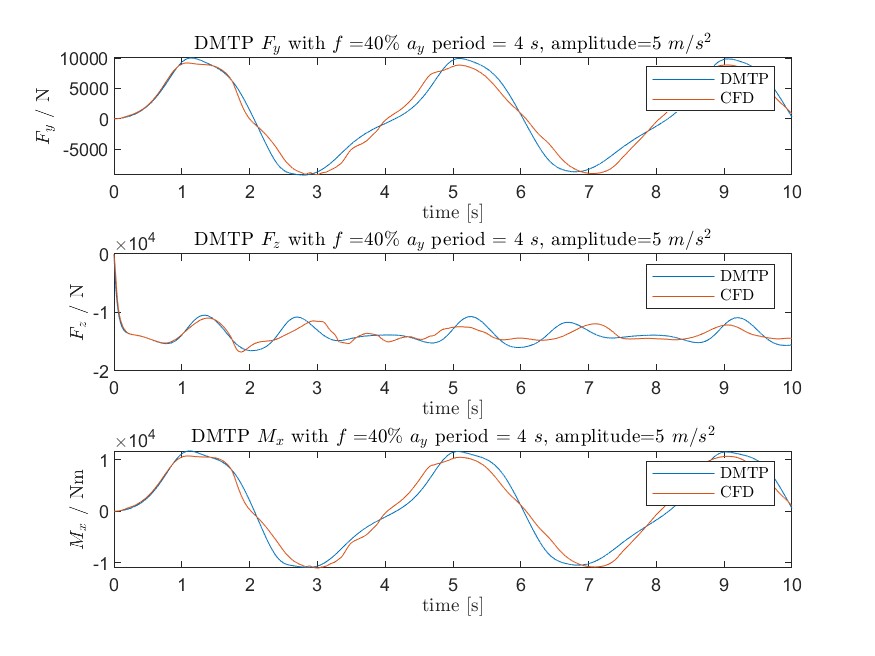 DMTP F_y with f =40% a_y period = 4 s, amplitude=5 m/s²
10000
5000
0
-5000
F_y / N
DMTP
CFD
0 1 2 3 4 5 6 7 8 9 10
time [s]
DMTP F_z with f =40% a_y period = 4 s, amplitude=5 m/s²
×10⁴
0
-1
-2
F_z / N
DMTP
CFD
0 1 2 3 4 5 6 7 8 9 10
time [s]
DMTP M_x with f =40% a_y period = 4 s, amplitude=5 m/s²
×10⁴
1
0
-1
M_x / Nm
DMTP
CFD
0 1 2 3 4 5 6 7 8 9 10
time [s]